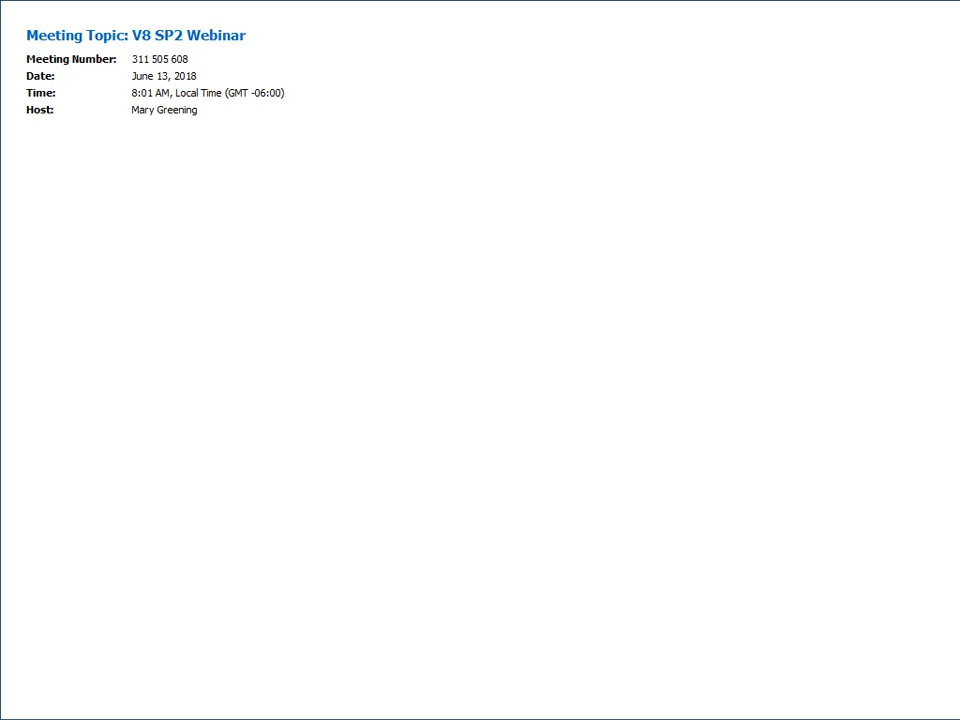 Meeting Topic: V8 SP2 Webinar
Meeting Number: 311 505 608
Date: June 13, 2018
Time: 8:01 AM, Local Time (GMT -06:00)
Host: Mary Greening